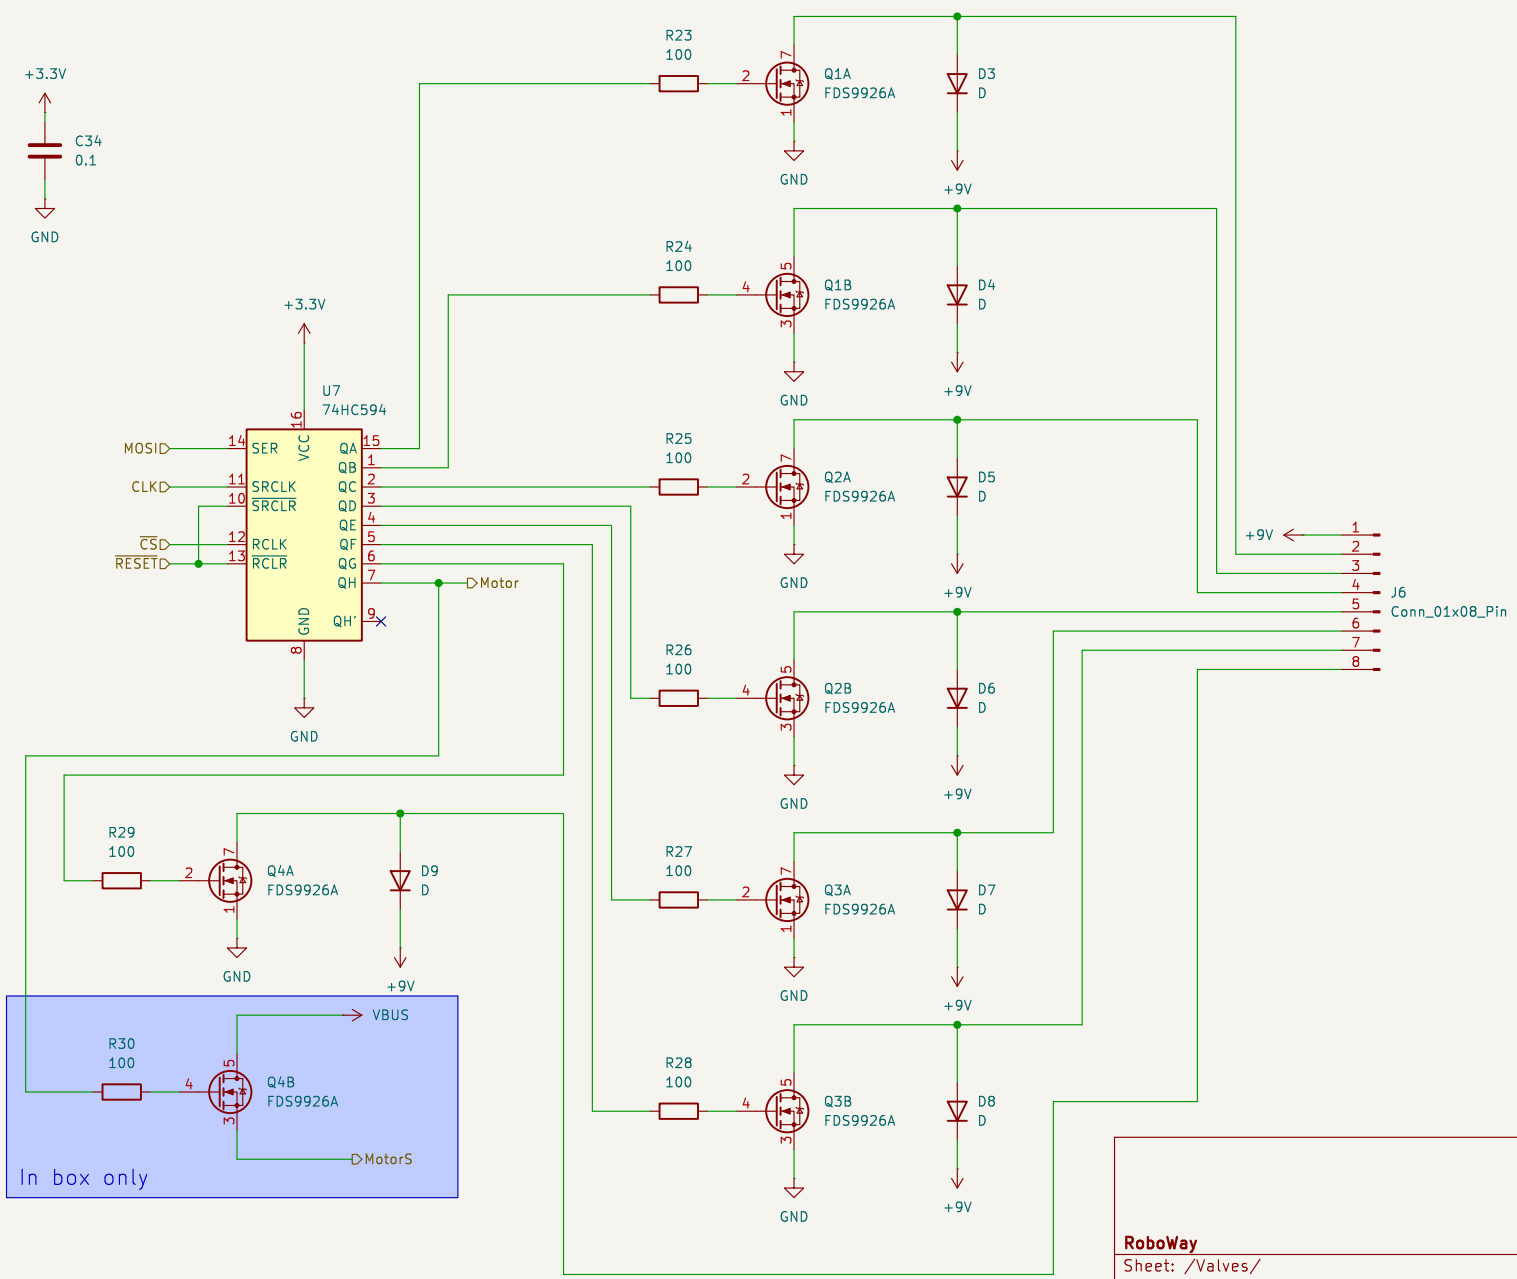 +3.3V
C34
0.1
GND
R23
100
2
7
1
Q1A
FDS9926A
GND
D3
D
+9V
R24
100
4
5
3
Q1B
FDS9926A
GND
D4
D
+9V
+3.3V
U7
74HC594
16
VCC
MOSI
14
SER
QA
15
QB
1
CLK
11
SRCLK
QC
2
10
SRCLR
QD
3
QE
4
CS
12
RCLK
QF
5
RESET
13
RCLR
QG
6
QH
7
Motor
GND
QH'
9
8
GND
R25
100
2
7
1
Q2A
FDS9926A
GND
D5
D
+9V
+9V
1
2
3
4
5
6
7
8
J6
Conn_01x08_Pin
R26
100
4
5
3
Q2B
FDS9926A
GND
D6
D
+9V
R29
100
2
7
1
Q4A
FDS9926A
GND
D9
D
+9V
R27
100
2
7
1
Q3A
FDS9926A
GND
D7
D
+9V
VBUS
R30
100
4
5
3
Q4B
FDS9926A
MotorS
In box only
R28
100
4
5
3
Q3B
FDS9926A
GND
D8
D
+9V
RoboWay
Sheet: /Valves/